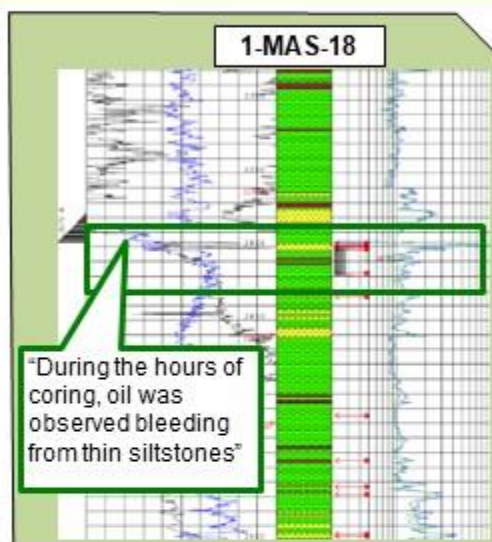 1-MAS-18
“During the hours of
coring, oil was
observed bleeding
from thin siltstones”